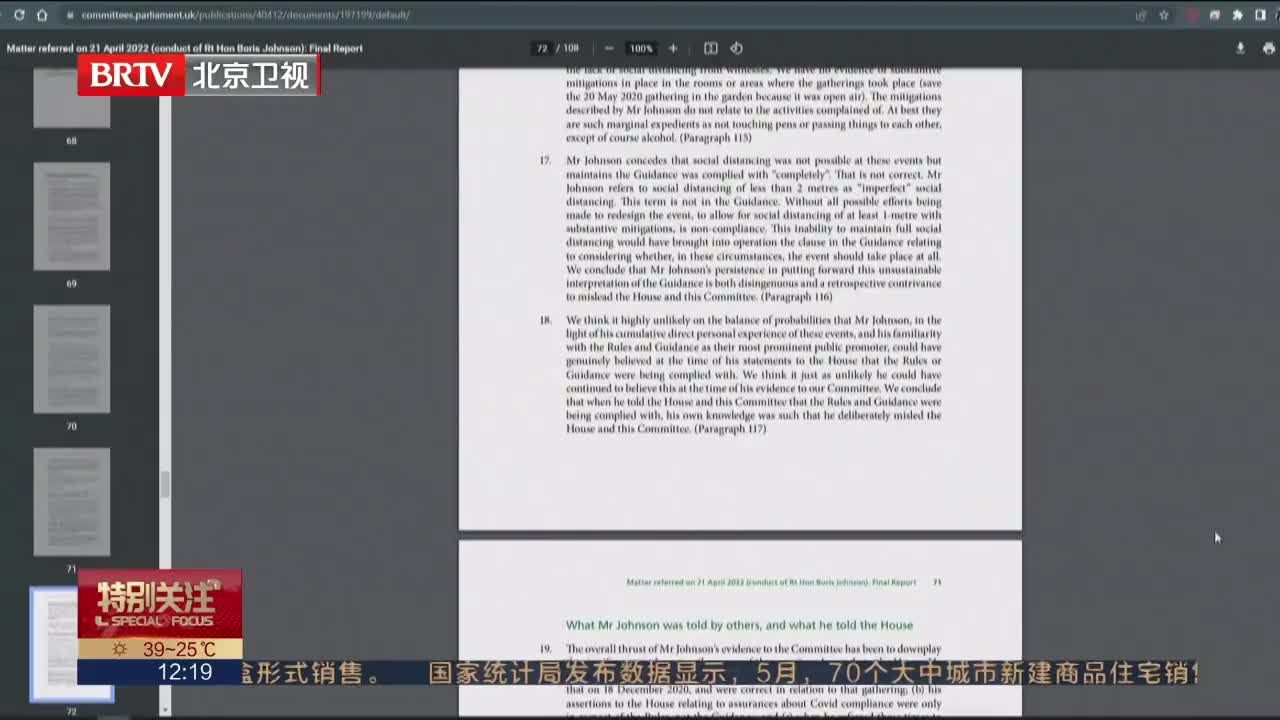 committees.parliament.uk/publications/40412/documents/197199/default/
Matter referred on 21 April 2022 (conduct of Rt Hon Boris Johnson): Final Report
72 / 108
100%
BRTV 北京卫视
68
69
70
71
72
the lack of social distancing from witnesses. We have no evidence of substantive
mitigations in place in the rooms or areas where the gatherings took place (save
the 20 May 2020 gathering in the garden because it was open air). The mitigations
described by Mr Johnson do not relate to the activities complained of. At best they
are such marginal expedients as not touching pens or passing things to each other,
except of course alcohol. (Paragraph 115)
17. Mr Johnson concedes that social distancing was not possible at these events but
maintains the Guidance was complied with "completely". That is not correct. Mr
Johnson refers to social distancing of less than 2 metres as "imperfect" social
distancing. This term is not in the Guidance. Without all possible efforts being
made to redesign the event, to allow for social distancing of at least 1-metre with
substantive mitigations, is non-compliance. This inability to maintain full social
distancing would have brought into operation the clause in the Guidance relating
to considering whether, in these circumstances, the event should take place at all.
We conclude that Mr Johnson's persistence in putting forward this unsustainable
interpretation of the Guidance is both disingenuous and a retrospective contrivance
to mislead the House and this Committee. (Paragraph 116)
18. We think it highly unlikely on the balance of probabilities that Mr Johnson, in the
light of his cumulative direct personal experience of these events, and his familiarity
with the Rules and Guidance as their most prominent public promoter, could have
genuinely believed at the time of his statements to the House that the Rules or
Guidance were being complied with. We think it just as unlikely he could have
continued to believe this at the time of his evidence to our Committee. We conclude
that when he told the House and this Committee that the Rules and Guidance were
being complied with, his own knowledge was such that he deliberately misled the
House and this Committee. (Paragraph 117)
Matter referred on 21 April 2022 (conduct of Rt Hon Boris Johnson): Final Report 71
What Mr Johnson was told by others, and what he told the House
19. The overall thrust of Mr Johnson's evidence to the Committee has been to downplay
that on 18 December 2020, and were correct in relation to that gathering; (b) his
assertions to the House relating to assurances about Covid compliance were only
特别关注
SPECIAL FOCUS
39~25℃
12:19
盒形式销售。 国家统计局发布数据显示，5月，70个大中城市新建商品住宅销售